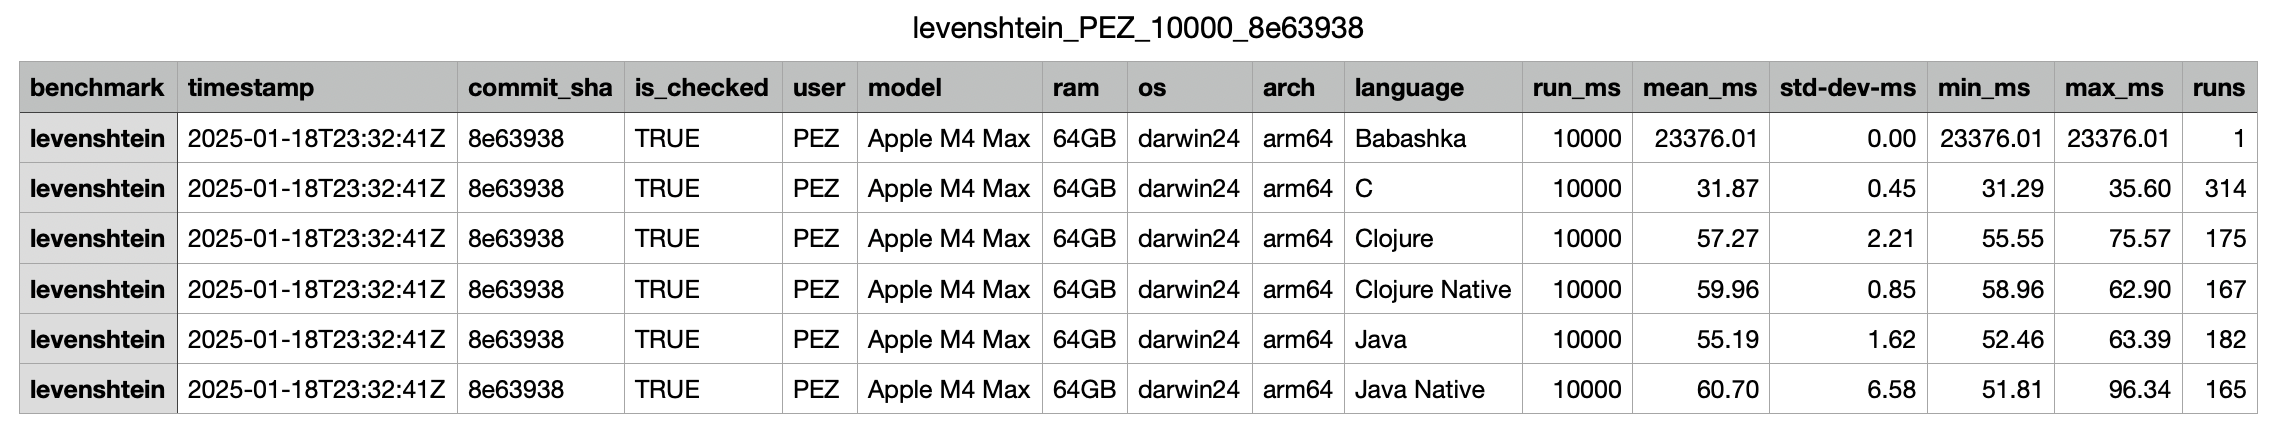 levenshtein_PEZ_10000_8e63938
benchmark timestamp commit_sha is_checked user model ram os arch language run_ms mean_ms std-dev-ms min_ms max_ms runs
levenshtein 2025-01-18T23:32:41Z 8e63938 TRUE PEZ Apple M4 Max 64GB darwin24 arm64 Babashka 10000 23376.01 0.00 23376.01 23376.01 1
levenshtein 2025-01-18T23:32:41Z 8e63938 TRUE PEZ Apple M4 Max 64GB darwin24 arm64 C 10000 31.87 0.45 31.29 35.60 314
levenshtein 2025-01-18T23:32:41Z 8e63938 TRUE PEZ Apple M4 Max 64GB darwin24 arm64 Clojure 10000 57.27 2.21 55.55 75.57 175
levenshtein 2025-01-18T23:32:41Z 8e63938 TRUE PEZ Apple M4 Max 64GB darwin24 arm64 Clojure Native 10000 59.96 0.85 58.96 62.90 167
levenshtein 2025-01-18T23:32:41Z 8e63938 TRUE PEZ Apple M4 Max 64GB darwin24 arm64 Java 10000 55.19 1.62 52.46 63.39 182
levenshtein 2025-01-18T23:32:41Z 8e63938 TRUE PEZ Apple M4 Max 64GB darwin24 arm64 Java Native 10000 60.70 6.58 51.81 96.34 165